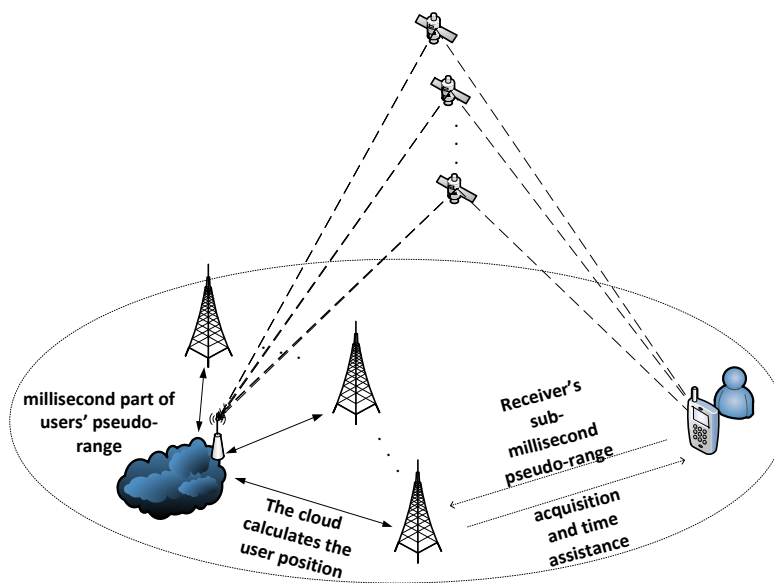 millisecond part of
users' pseudo-
range
Receiver's
sub-
millisecond
pseudo-range
The cloud
calculates the
user position
acquisition
and time
assistance